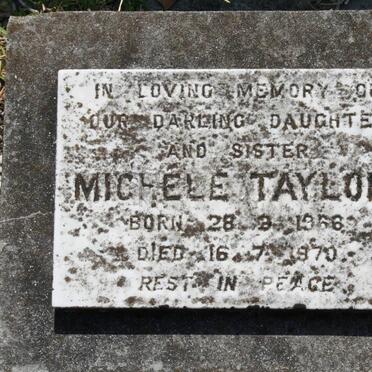 IN LOVING MEMORY O
OUR DARLING DAUGHTE
AND SISTER
MICHELE TAYLO
BORN 28 9 1966
DIED 16 7 1970
REST IN PEACE